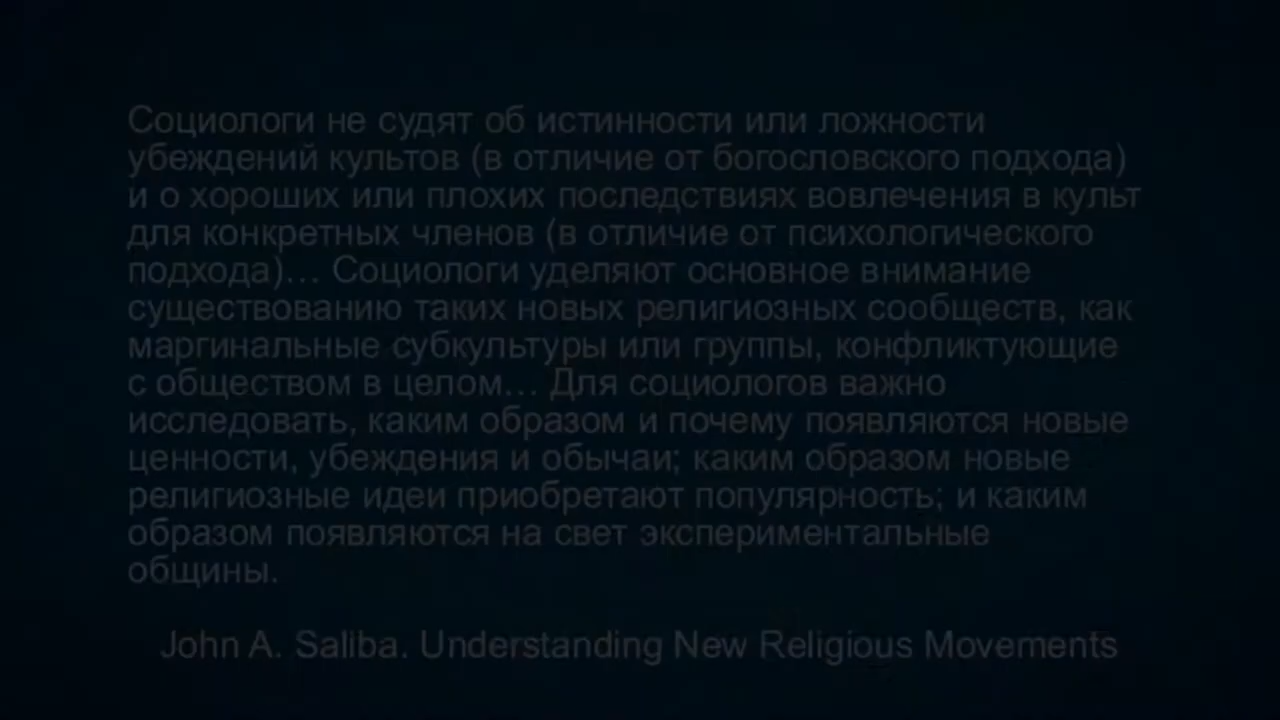 Социологи не судят об истинности или ложности
убеждений культов (в отличие от богословского подхода)
и о хороших или плохих последствиях вовлечения в культ
для конкретных членов (в отличие от психологического
подхода)… Социологи уделяют основное внимание
существованию таких новых религиозных сообществ, как
маргинальные субкультуры или группы, конфликтующие
с обществом в целом… Для социологов важно
исследовать, каким образом и почему появляются новые
ценности, убеждения и обычаи; каким образом новые
религиозные идеи приобретают популярность; и каким
образом появляются на свет экспериментальные
общины.
John A. Saliba. Understanding New Religious Movements